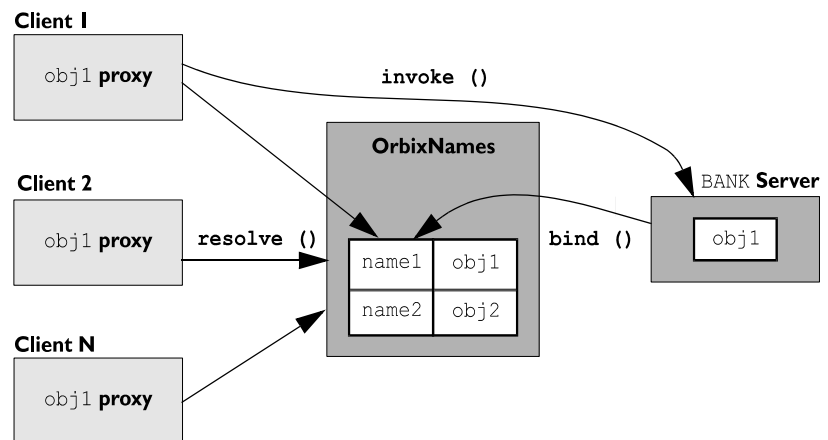 Client 1
obj1 proxy
invoke ()
OrbixNames
Client 2
BANK Server
obj1 proxy
resolve ()
bind ()
obj1
name1 obj1
name2 obj2
Client N
obj1 proxy